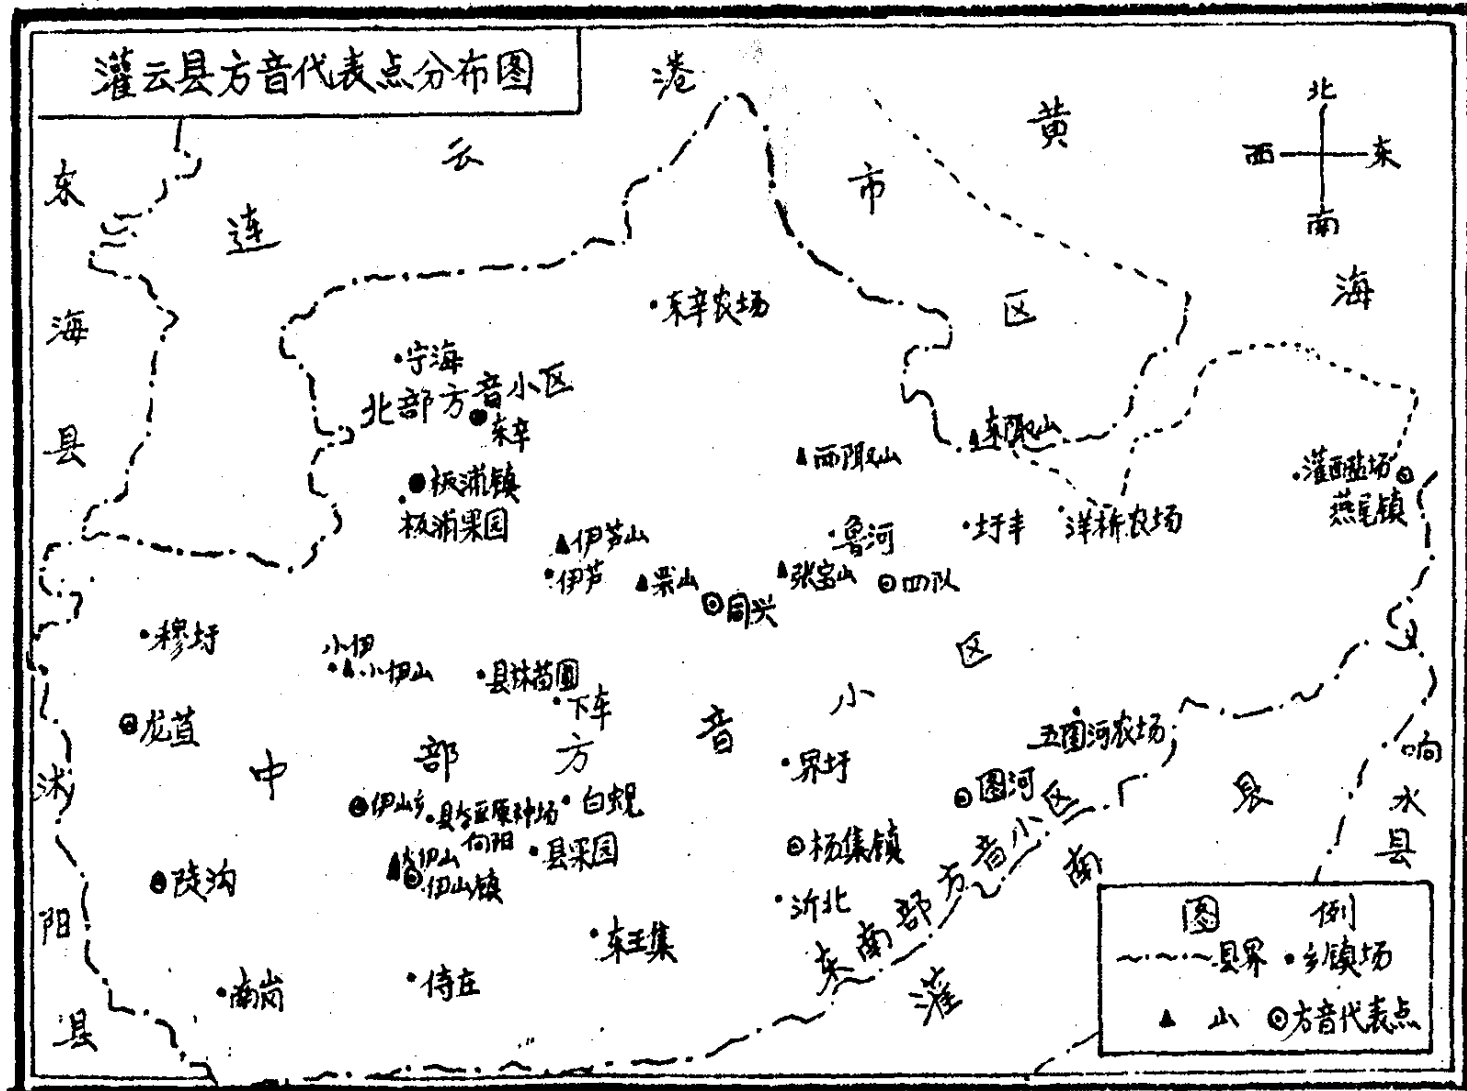 灌云县方音代表点分布图
港
云
连
市
区
黄
海
北
西
东
南
东
海
县
沭
阳
县
响
水
县
灌
南
县
东辛农场
宁海
北部方音小区
东辛
板浦镇
板浦果园
西陬山
东陬山
灌西盐场
燕尾镇
伊芦山
伊芦
鲁河
圩丰
洋桥农场
张宝山
四队
同兴
穆圩
小伊
小伊山
县林苗圃
下车
龙苴
中部方音小区
五图河农场
界圩
图河
伊山乡
白蚬
向阳
大伊山
伊山镇
县果园
杨集镇
陡沟
沂北
东王集
东南部方音小区
南岗
侍庄
图例
县界
乡镇场
山
方音代表点